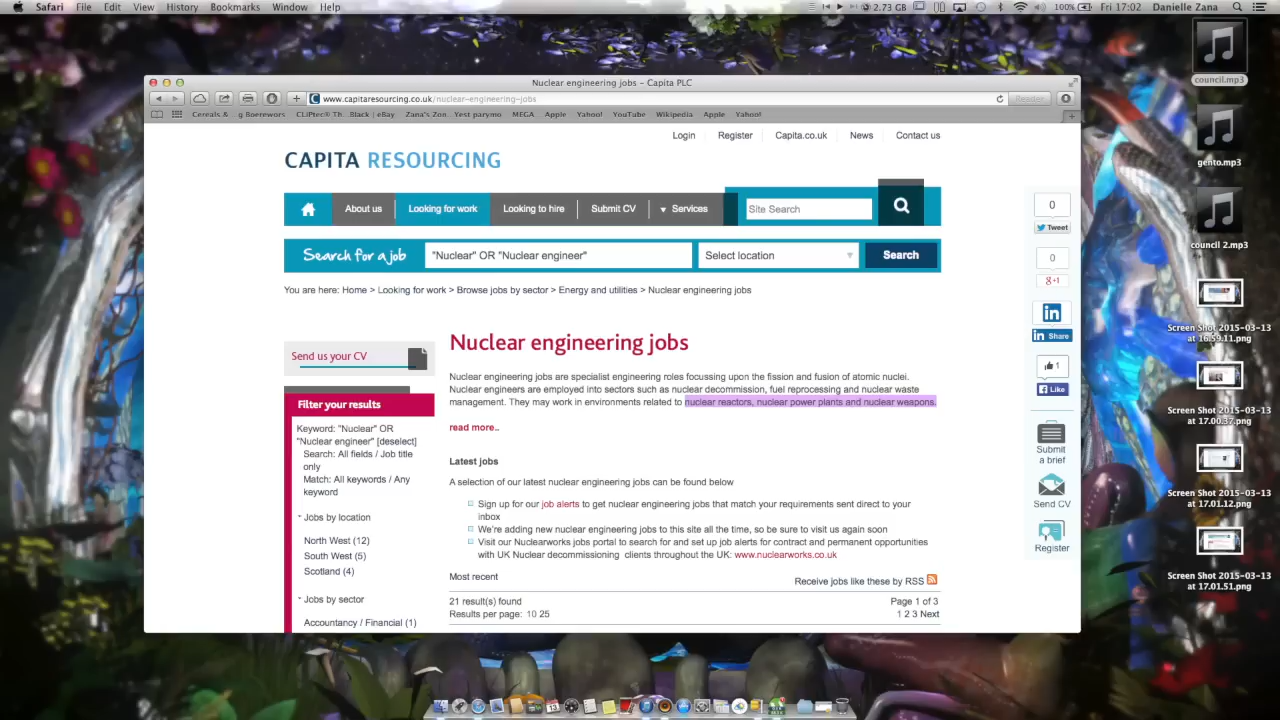 Safari File Edit View History Bookmarks Window Help
2.73 GB 100% Fri 17:02 Danielle Zana
Nuclear engineering jobs – Capita PLC
www.capitaresourcing.co.uk/nuclear-engineering-jobs
Reader
Cereals & ...g Boerewors CLiPtec® Th...Black | eBay Zana's Zon... Yest parymo MEGA Apple Yahoo! YouTube Wikipedia Apple Yahoo!
Login Register Capita.co.uk News Contact us
CAPITA RESOURCING
About us Looking for work Looking to hire Submit CV Services Site Search
Search for a job "Nuclear" OR "Nuclear engineer" Select location Search
You are here: Home > Looking for work > Browse jobs by sector > Energy and utilities > Nuclear engineering jobs
Nuclear engineering jobs
Nuclear engineering jobs are specialist engineering roles focussing upon the fission and fusion of atomic nuclei.
Nuclear engineers are employed into sectors such as nuclear decommission, fuel reprocessing and nuclear waste
management. They may work in environments related to nuclear reactors, nuclear power plants and nuclear weapons.
read more..
Latest jobs
A selection of our latest nuclear engineering jobs can be found below
Sign up for our job alerts to get nuclear engineering jobs that match your requirements sent direct to your
inbox
We're adding new nuclear engineering jobs to this site all the time, so be sure to visit us again soon
Visit our Nuclearworks jobs portal to search for and set up job alerts for contract and permanent opportunities
with UK Nuclear decommissioning clients throughout the UK: www.nuclearworks.co.uk
Most recent
Receive jobs like these by RSS
21 result(s) found Page 1 of 3
Results per page: 10 25 1 2 3 Next
Send us your CV
Filter your results
Keyword: "Nuclear" OR
"Nuclear engineer" [deselect]
Search: All fields / Job title
only
Match: All keywords / Any
keyword
Jobs by location
North West (12)
South West (5)
Scotland (4)
Jobs by sector
Accountancy / Financial (1)
0
Tweet
0
g+1
in
in Share
1
Like
Submit
a brief
Send CV
Register
council.mp3
gento.mp3
council 2.mp3
Screen Shot 2015-03-13
at 16.59.11.png
Screen Shot 2015-03-13
at 17.00.37.png
Screen Shot 2015-03-13
at 17.01.12.png
Screen Shot 2015-03-13
at 17.01.51.png